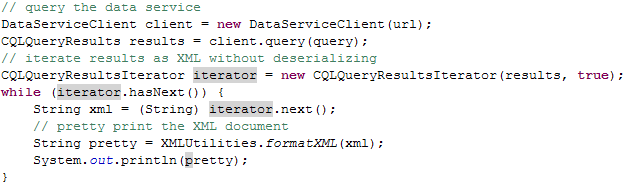 // query the data service
DataServiceClient client = new DataServiceClient(url);
CQLQueryResults results = client.query(query);
// iterate results as XML without deserializing
CQLQueryResultsIterator iterator = new CQLQueryResultsIterator(results, true);
while (iterator.hasNext()) {
    String xml = (String) iterator.next();
    // pretty print the XML document
    String pretty = XMLUtilities.formatXML(xml);
    System.out.println(pretty);
}